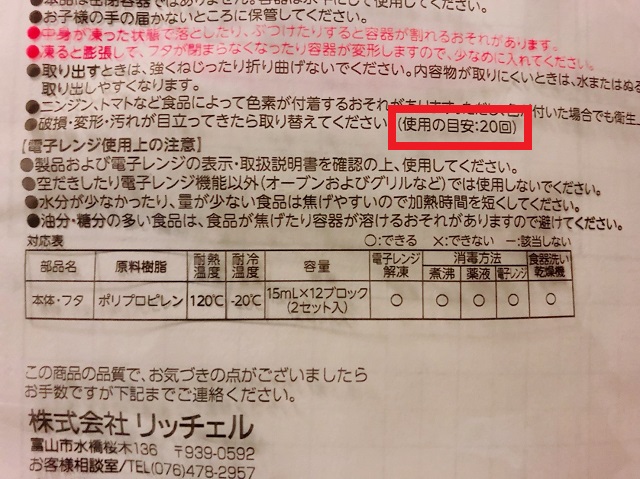 ●お子様の手の届かないところに保管してください。
●中身が凍った状態で落としたり、ぶつけたりすると容器が割れるおそれがあります。
●凍ると膨張して、フタが閉まらなくなったり容器が変形しますので、少なめに入れてください。
●取り出すときは、強くねじったり折り曲げないでください。内容物が取りにくいときは、水またはぬる
取り出しやすくなります。
●ニンジン、トマトなど食品によって色素が付着するおそれがあります。ただし、色が付いた場合でも衛生
●破損・変形・汚れが目立ってきたら取り替えてください(使用の目安:20回)
【電子レンジ使用上の注意】
●製品および電子レンジの表示・取扱説明書を確認の上、使用してください。
●空だきしたり電子レンジ機能以外(オーブンおよびグリルなど)では使用しないでください。
●水分が少なかったり、量が少ない食品は焦げやすいので加熱時間を短くしてください。
●油分・糖分の多い食品は、食品が焦げたり容器が溶けるおそれがありますので避けてください。
対応表 ○:できる ×:できない ー:該当しない
部品名 原料樹脂 耐熱温度 耐冷温度 容量 電子レンジ解凍 消毒方法 煮沸 薬液 電子レンジ 食器洗い乾燥機
本体・フタ ポリプロピレン 120℃ -20℃ 15mL×12ブロック(2セット入) ○ ○ ○ ○ ○
この商品の品質で、お気づきの点がございましたら
お手数ですが下記までご連絡ください。
株式会社 リッチェル
富山市水橋桜木136 〒939-0592
お客様相談室/TEL(076)478-2957